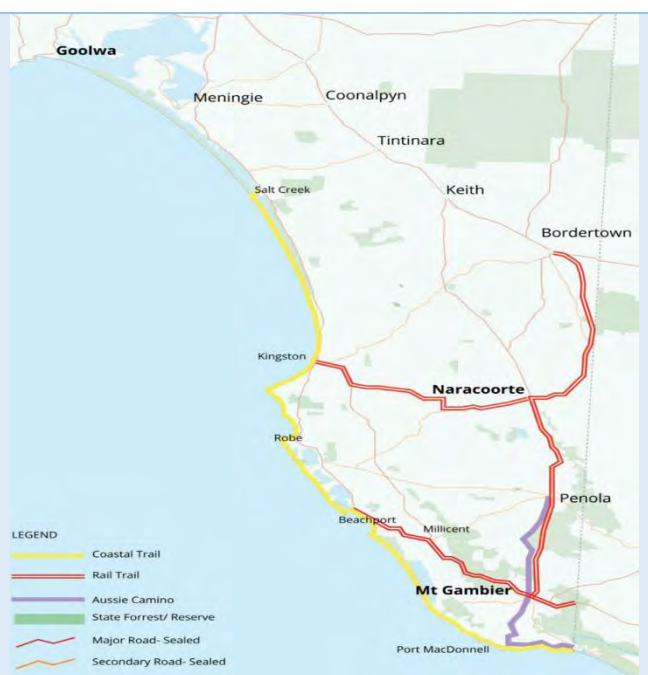 Goolwa
Meningie
Coonalpyn
Tintinara
Salt Creek
Keith
Bordertown
Kingston
Naracoorte
Robe
Penola
Beachport
Millicent
Mt Gambier
Port MacDonnell
LEGEND
Coastal Trail
Rail Trail
Aussie Camino
State Forrest/ Reserve
Major Road- Sealed
Secondary Road- Sealed